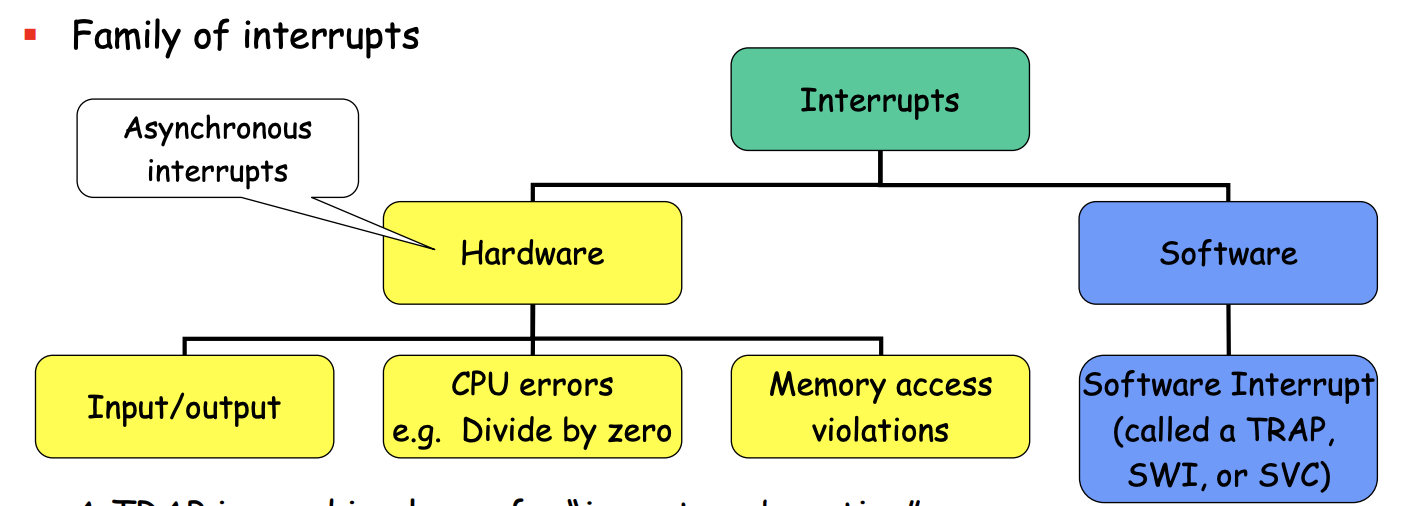 Family of interrupts
Interrupts
Asynchronous
interrupts
Hardware
Software
Input/output
CPU errors
e.g. Divide by zero
Memory access
violations
Software Interrupt
(called a TRAP,
SWI, or SVC)